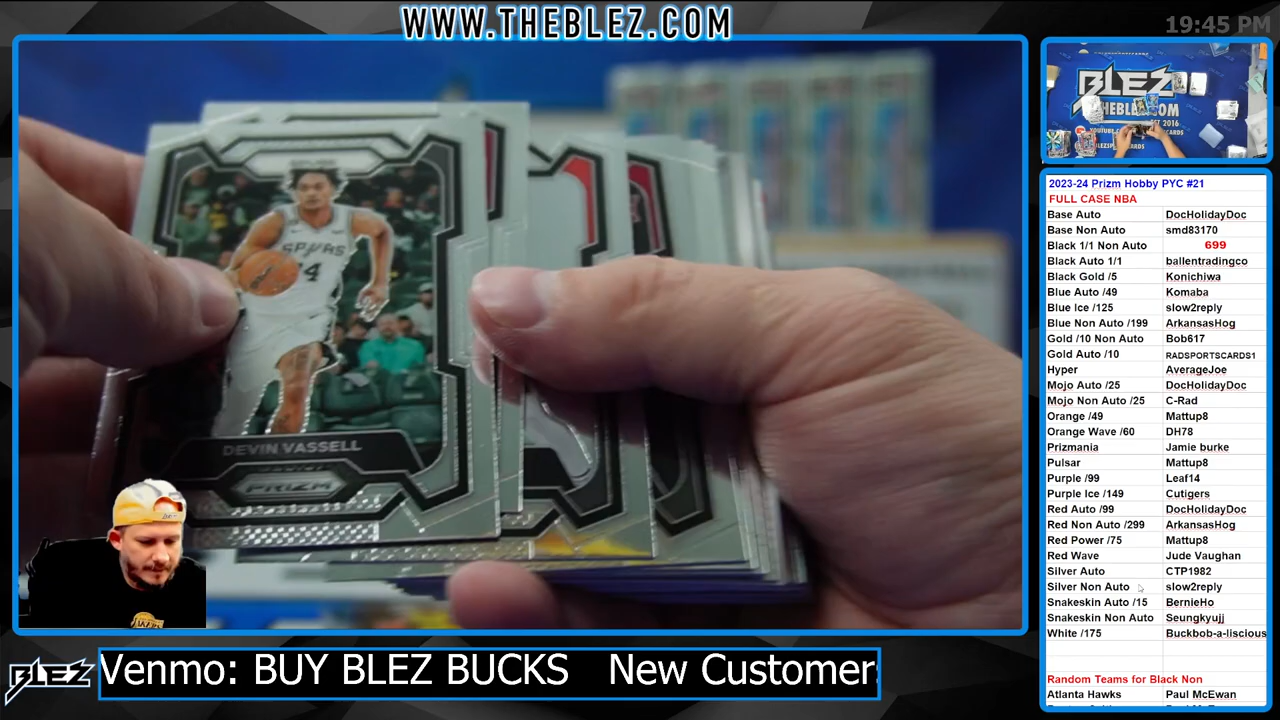 WWW.THEBLEZ.COM
19:45 PM
BLEZ
THEBLEZ.COM
2023-24 Prizm Hobby PYC #21
FULL CASE NBA
Base Auto DocHolidayDoc
Base Non Auto smd83170
Black 1/1 Non Auto 699
Black Auto 1/1 ballentradingco
Black Gold /5 Konichiwa
Blue Auto /49 Komaba
Blue Ice /125 slow2reply
Blue Non Auto /199 ArkansasHog
Gold /10 Non Auto Bob617
Gold Auto /10 RADSPORTSCARDS1
Hyper AverageJoe
Mojo Auto /25 DocHolidayDoc
Mojo Non Auto /25 C-Rad
Orange /49 Mattup8
Orange Wave /60 DH78
Prizmania Jamie burke
Pulsar Mattup8
Purple /99 Leaf14
Purple Ice /149 Cutigers
Red Auto /99 DocHolidayDoc
Red Non Auto /299 ArkansasHog
Red Power /75 Mattup8
Red Wave Jude Vaughan
Silver Auto CTP1982
Silver Non Auto slow2reply
Snakeskin Auto /15 BernieHo
Snakeskin Non Auto Seungkyujj
White /175 Buckbob-a-liscious
Random Teams for Black Non
Atlanta Hawks Paul McEwan
SPURS
DEVIN VASSELL
PRIZM
BLEZ
Venmo: BUY BLEZ BUCKS New Customer